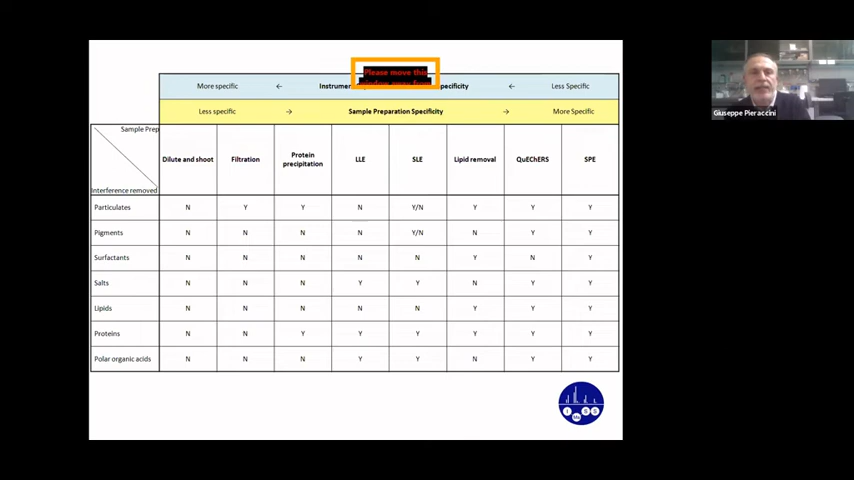 Please move this
More specific ← Instrum pecificity ← Less Specific
Less specific → Sample Preparation Specificity → More Specific
Sample Prep
Interference removed
Dilute and shoot Filtration Protein precipitation LLE SLE Lipid removal QuEChERS SPE
Particulates N Y Y N Y/N Y Y Y
Pigments N N N N Y/N N Y Y
Surfactants N N N N N Y N Y
Salts N N N Y Y N Y Y
Lipids N N N N N Y Y Y
Proteins N N Y Y Y Y Y Y
Polar organic acids N N N Y Y N Y Y
Giuseppe Pieraccini